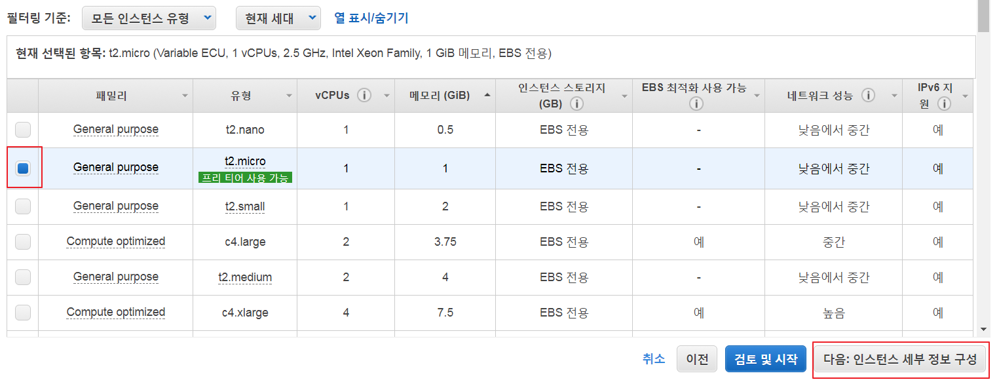 필터링 기준: 모든 인스턴스 유형 현재 세대 열 표시/숨기기
현재 선택된 항목: t2.micro (Variable ECU, 1 vCPUs, 2.5 GHz, Intel Xeon Family, 1 GiB 메모리, EBS 전용)
패밀리 유형 vCPUs i 메모리 (GiB) 인스턴스 스토리지 (GB) i EBS 최적화 사용 가능 i 네트워크 성능 i IPv6 지원 i
General purpose t2.nano 1 0.5 EBS 전용 - 낮음에서 중간 예
General purpose t2.micro 프리 티어 사용 가능 1 1 EBS 전용 - 낮음에서 중간 예
General purpose t2.small 1 2 EBS 전용 - 낮음에서 중간 예
Compute optimized c4.large 2 3.75 EBS 전용 예 중간 예
General purpose t2.medium 2 4 EBS 전용 - 낮음에서 중간 예
Compute optimized c4.xlarge 4 7.5 EBS 전용 예 높음 예
취소 이전 검토 및 시작 다음: 인스턴스 세부 정보 구성